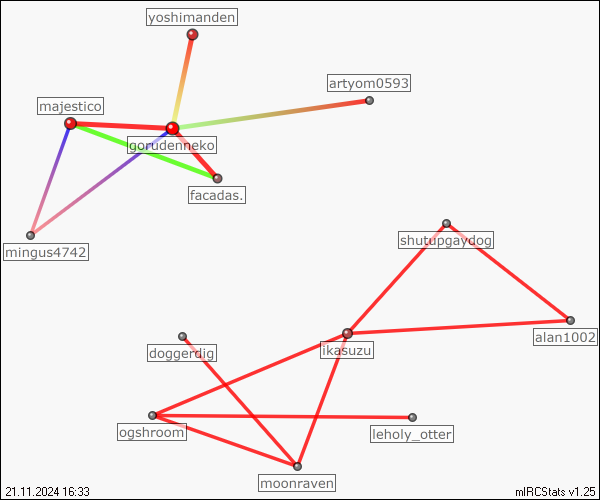 yoshimanden
artyom0593
majestico
gorudenneko
facadas.
mingus4742
shutupgaydog
alan1002
doggerdig
ikasuzu
ogshroom
leholy_otter
moonraven
21.11.2024 16:33
mIRCStats v1.25